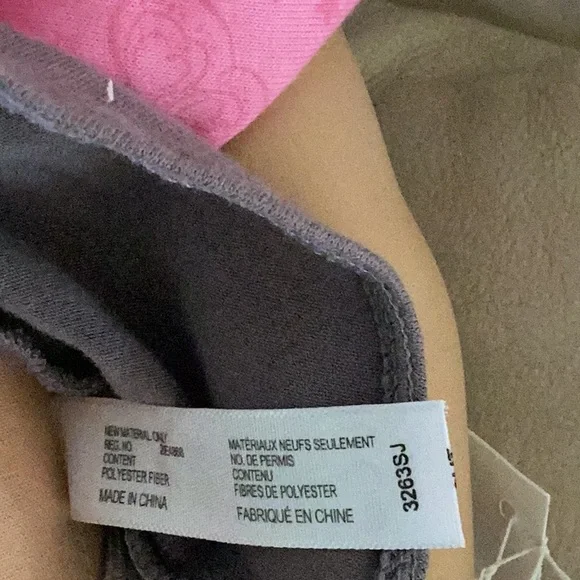 NEW MATERIAL ONLY
REG. NO
CONTENT
POLYESTER FIBER
MADE IN CHINA
MATÉRIAUX NEUFS SEULEMENT
NO. DE PERMIS
CONTENU
FIBRES DE POLYESTER
FABRIQUÉ EN CHINE
3263SJ